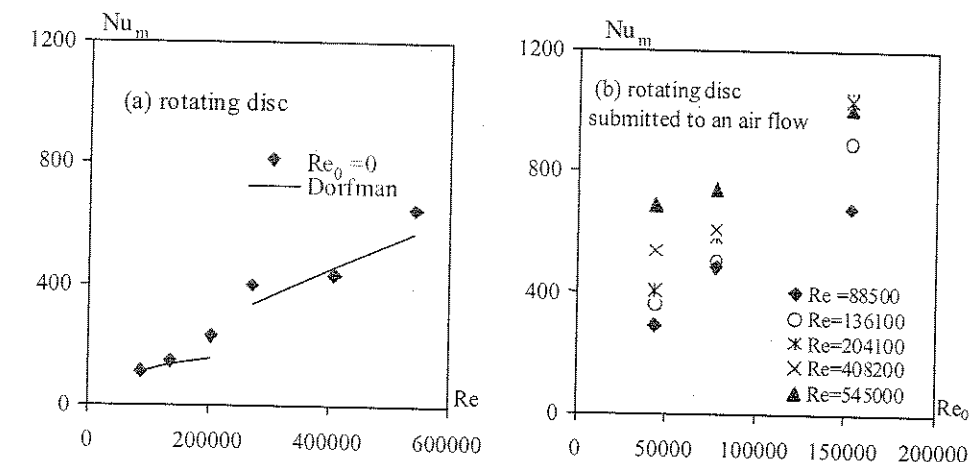 Nu_m
1200
(a) rotating disc
800
Re_0 =0
Dorfman
400
0
Re
0 200000 400000 600000
Nu_m
1200
(b) rotating disc
submitted to an air flow
800
400
Re =88500
Re=136100
Re=204100
Re=408200
Re=545000
0
Re_0
0 50000 100000 150000 200000